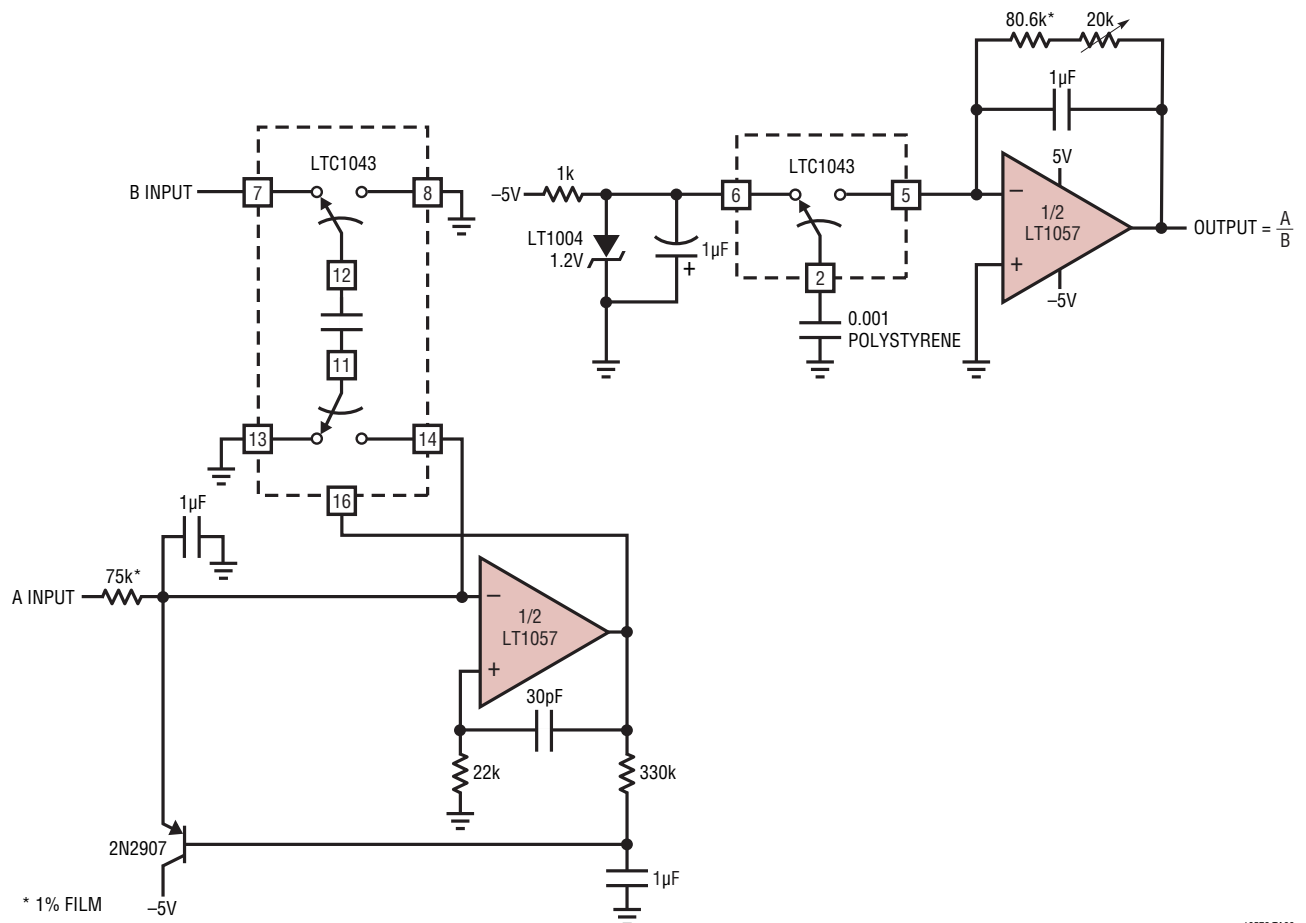 80.6k*
20k
1µF
LTC1043
B INPUT
7
8
12
11
13
14
16
–5V
1k
LT1004
1.2V
1µF
+
6
LTC1043
5
2
0.001
POLYSTYRENE
5V
–
1/2
LT1057
+
–5V
OUTPUT = A
B
1µF
75k*
A INPUT
–
1/2
LT1057
+
30pF
22k
330k
2N2907
1µF
–5V
* 1% FILM